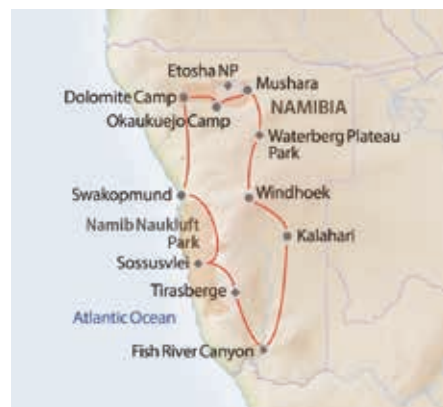 Etosha NP
Mushara
Dolomite Camp
NAMIBIA
Okaukuejo Camp
Waterberg Plateau
Park
Swakopmund
Windhoek
Namib Naukluft
Park
Kalahari
Sossusvlei
Tirasberge
Atlantic Ocean
Fish River Canyon